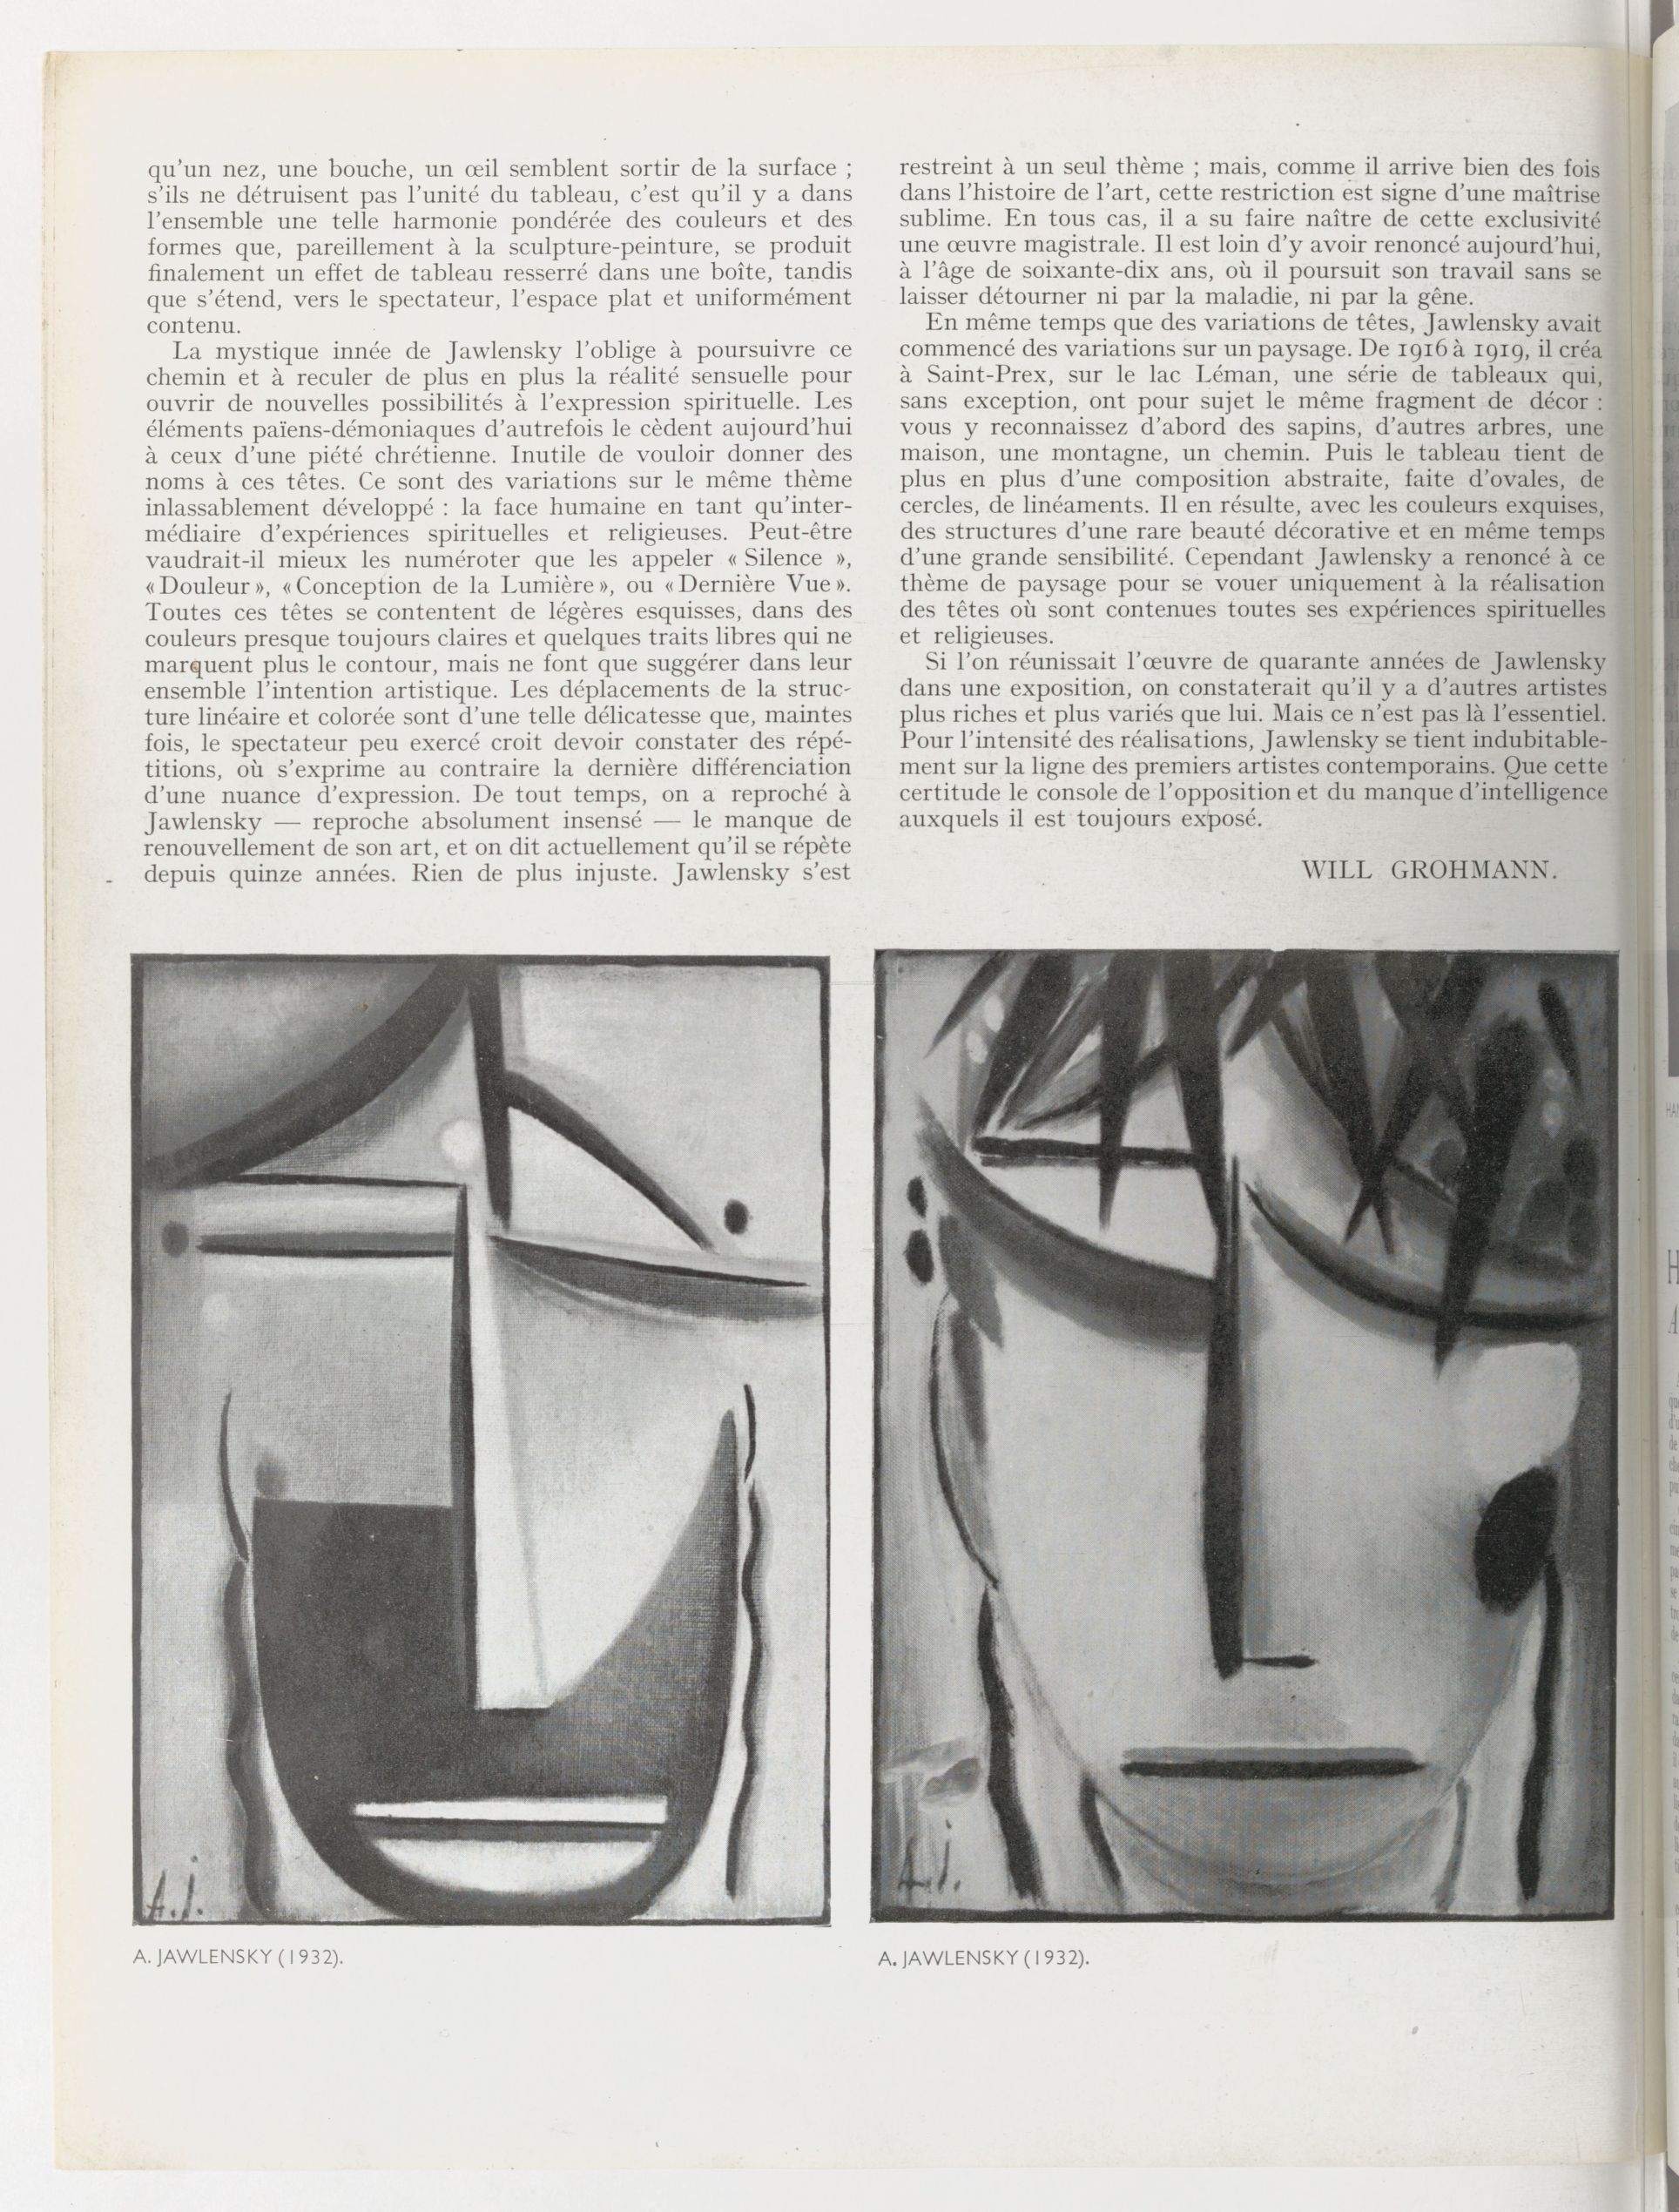 qu'un nez, une bouche, un œil semblent sortir de la surface ;
s'ils ne détruisent pas l'unité du tableau, c'est qu'il y a dans
l'ensemble une telle harmonie pondérée des couleurs et des
formes que, pareillement à la sculpture-peinture, se produit
finalement un effet de tableau resserré dans une boîte, tandis
que s'étend, vers le spectateur, l'espace plat et uniformément
contenu.
La mystique innée de Jawlensky l'oblige à poursuivre ce
chemin et à reculer de plus en plus la réalité sensuelle pour
ouvrir de nouvelles possibilités à l'expression spirituelle. Les
éléments païens-démoniaques d'autrefois le cèdent aujourd'hui
à ceux d'une piété chrétienne. Inutile de vouloir donner des
noms à ces têtes. Ce sont des variations sur le même thème
inlassablement développé : la face humaine en tant qu'inter-
médiaire d'expériences spirituelles et religieuses. Peut-être
vaudrait-il mieux les numéroter que les appeler « Silence »,
« Douleur », « Conception de la Lumière », ou « Dernière Vue ».
Toutes ces têtes se contentent de légères esquisses, dans des
couleurs presque toujours claires et quelques traits libres qui ne
marquent plus le contour, mais ne font que suggérer dans leur
ensemble l'intention artistique. Les déplacements de la struc-
ture linéaire et colorée sont d'une telle délicatesse que, maintes
fois, le spectateur peu exercé croit devoir constater des répé-
titions, où s'exprime au contraire la dernière différenciation
d'une nuance d'expression. De tout temps, on a reproché à
Jawlensky — reproche absolument insensé — le manque de
renouvellement de son art, et on dit actuellement qu'il se répète
depuis quinze années. Rien de plus injuste. Jawlensky s'est
restreint à un seul thème ; mais, comme il arrive bien des fois
dans l'histoire de l'art, cette restriction est signe d'une maîtrise
sublime. En tous cas, il a su faire naître de cette exclusivité
une œuvre magistrale. Il est loin d'y avoir renoncé aujourd'hui,
à l'âge de soixante-dix ans, où il poursuit son travail sans se
laisser détourner ni par la maladie, ni par la gêne.
En même temps que des variations de têtes, Jawlensky avait
commencé des variations sur un paysage. De 1916 à 1919, il créa
à Saint-Prex, sur le lac Léman, une série de tableaux qui,
sans exception, ont pour sujet le même fragment de décor :
vous y reconnaissez d'abord des sapins, d'autres arbres, une
maison, une montagne, un chemin. Puis le tableau tient de
plus en plus d'une composition abstraite, faite d'ovales, de
cercles, de linéaments. Il en résulte, avec les couleurs exquises,
des structures d'une rare beauté décorative et en même temps
d'une grande sensibilité. Cependant Jawlensky a renoncé à ce
thème de paysage pour se vouer uniquement à la réalisation
des têtes où sont contenues toutes ses expériences spirituelles
et religieuses.
Si l'on réunissait l'œuvre de quarante années de Jawlensky
dans une exposition, on constaterait qu'il y a d'autres artistes
plus riches et plus variés que lui. Mais ce n'est pas là l'essentiel.
Pour l'intensité des réalisations, Jawlensky se tient indubitable-
ment sur la ligne des premiers artistes contemporains. Que cette
certitude le console de l'opposition et du manque d'intelligence
auxquels il est toujours exposé.
WILL GROHMANN.
A.J.
A.J.
A. JAWLENSKY (1932).
A. JAWLENSKY (1932).